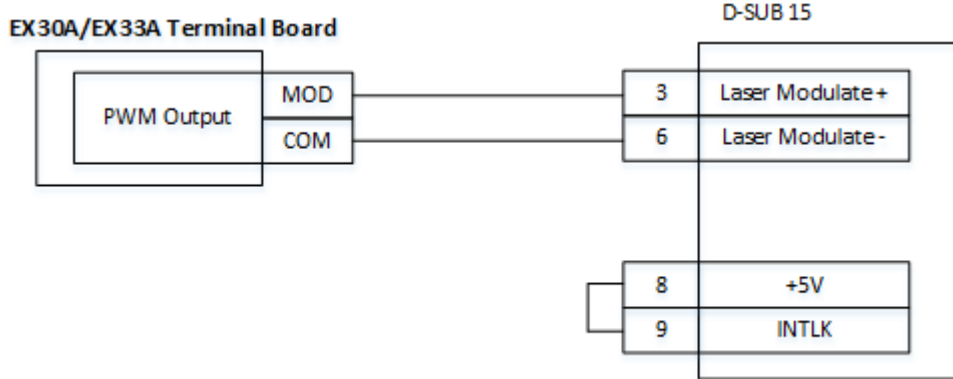 D-SUB 15
EX30A/EX33A Terminal Board
PWM Output
MOD
COM
3
Laser Modulate+
6
Laser Modulate-
8
+5V
9
INTLK